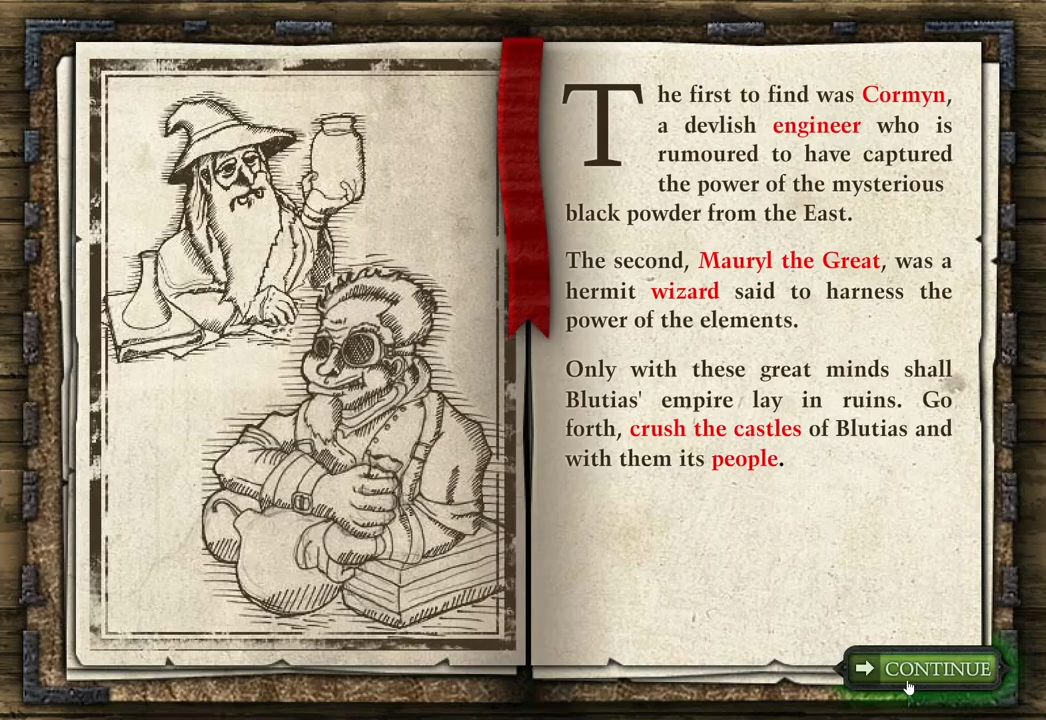 The first to find was Cormyn,
a devlish engineer who is
rumoured to have captured
the power of the mysterious
black powder from the East.
The second, Mauryl the Great, was a
hermit wizard said to harness the
power of the elements.
Only with these great minds shall
Blutias' empire lay in ruins. Go
forth, crush the castles of Blutias and
with them its people.
CONTINUE